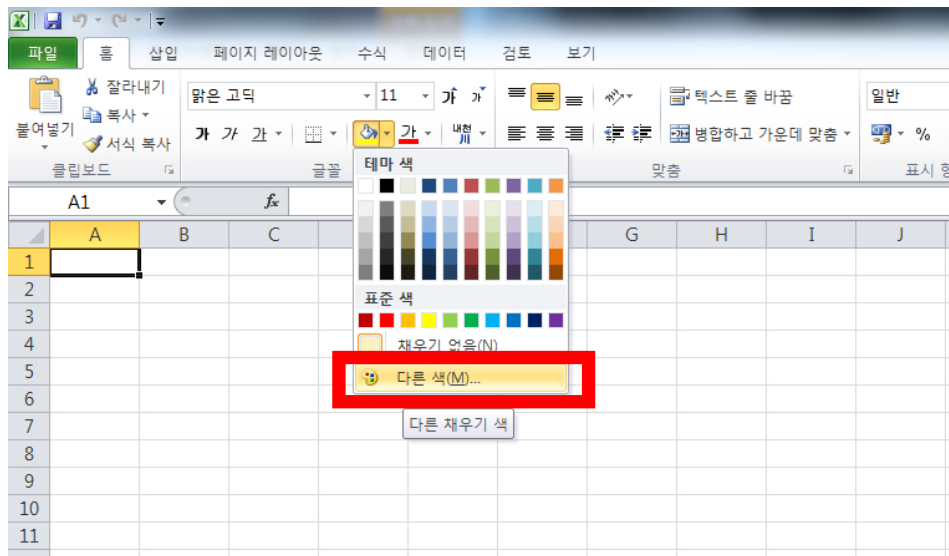 파일 홈 삽입 페이지 레이아웃 수식 데이터 검토 보기
잘라내기
복사
서식 복사
붙여넣기
클립보드
맑은 고딕 11 가 가
가 가 가 가 내천 川
글꼴
텍스트 줄 바꿈
병합하고 가운데 맞춤
맞춤
일반
%
표시 형
A1 fx
A B C G H I J
테마 색
표준 색
채우기 없음(N)
다른 색(M)...
다른 채우기 색
1
2
3
4
5
6
7
8
9
10
11